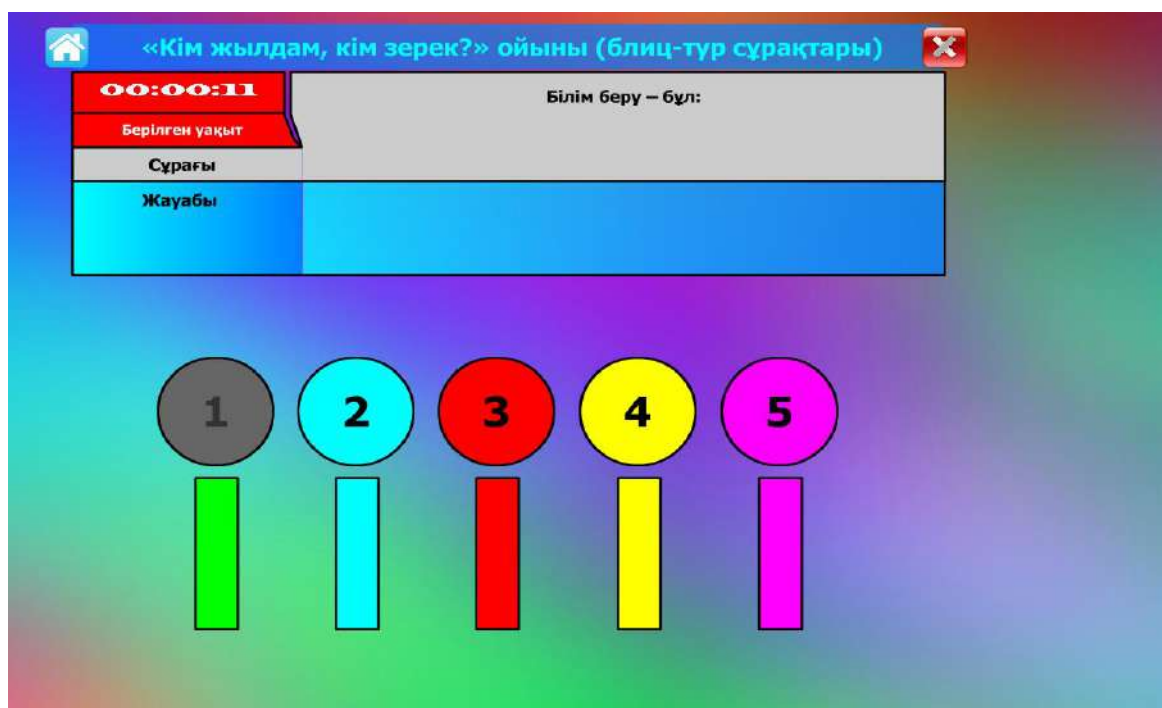 «Кім жылдам, кім зерек?» ойыны (блиц-тур сұрақтары)
00:00:11
Берілген уақыт
Білім беру – бұл:
Сұрағы
Жауабы
1 2 3 4 5